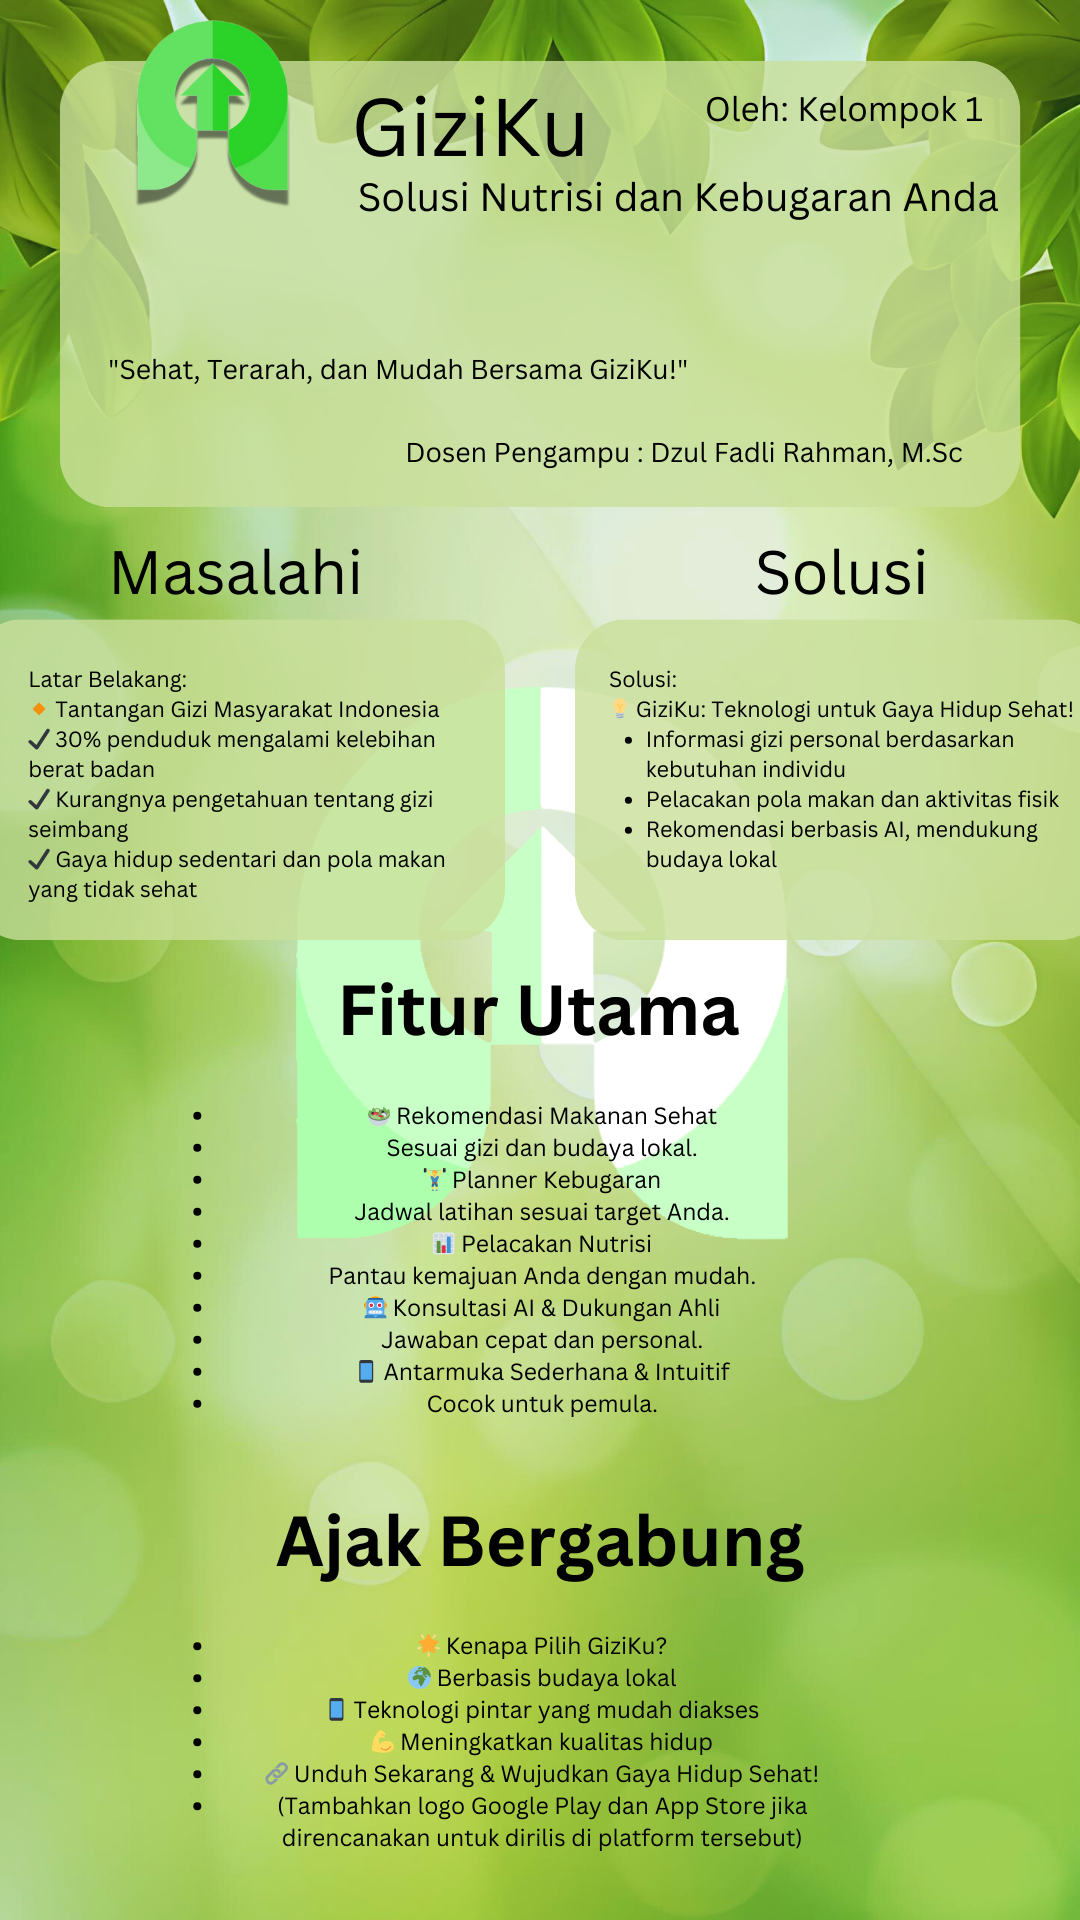 GiziKu
Oleh: Kelompok 1
Solusi Nutrisi dan Kebugaran Anda
"Sehat, Terarah, dan Mudah Bersama GiziKu!"
Dosen Pengampu : Dzul Fadli Rahman, M.Sc
Masalahi
Latar Belakang:
🔸 Tantangan Gizi Masyarakat Indonesia
✔ 30% penduduk mengalami kelebihan
berat badan
✔ Kurangnya pengetahuan tentang gizi
seimbang
✔ Gaya hidup sedentari dan pola makan
yang tidak sehat
Solusi
Solusi:
💡 GiziKu: Teknologi untuk Gaya Hidup Sehat!
• Informasi gizi personal berdasarkan
kebutuhan individu
• Pelacakan pola makan dan aktivitas fisik
• Rekomendasi berbasis AI, mendukung
budaya lokal
Fitur Utama
• 🥗 Rekomendasi Makanan Sehat
• Sesuai gizi dan budaya lokal.
• 🏋️ Planner Kebugaran
• Jadwal latihan sesuai target Anda.
• 📊 Pelacakan Nutrisi
• Pantau kemajuan Anda dengan mudah.
• 🤖 Konsultasi AI & Dukungan Ahli
• Jawaban cepat dan personal.
• 📱 Antarmuka Sederhana & Intuitif
• Cocok untuk pemula.
Ajak Bergabung
• 🌟 Kenapa Pilih GiziKu?
• 🌍 Berbasis budaya lokal
• 📱 Teknologi pintar yang mudah diakses
• 💪 Meningkatkan kualitas hidup
• 🔗 Unduh Sekarang & Wujudkan Gaya Hidup Sehat!
• (Tambahkan logo Google Play dan App Store jika
direncanakan untuk dirilis di platform tersebut)